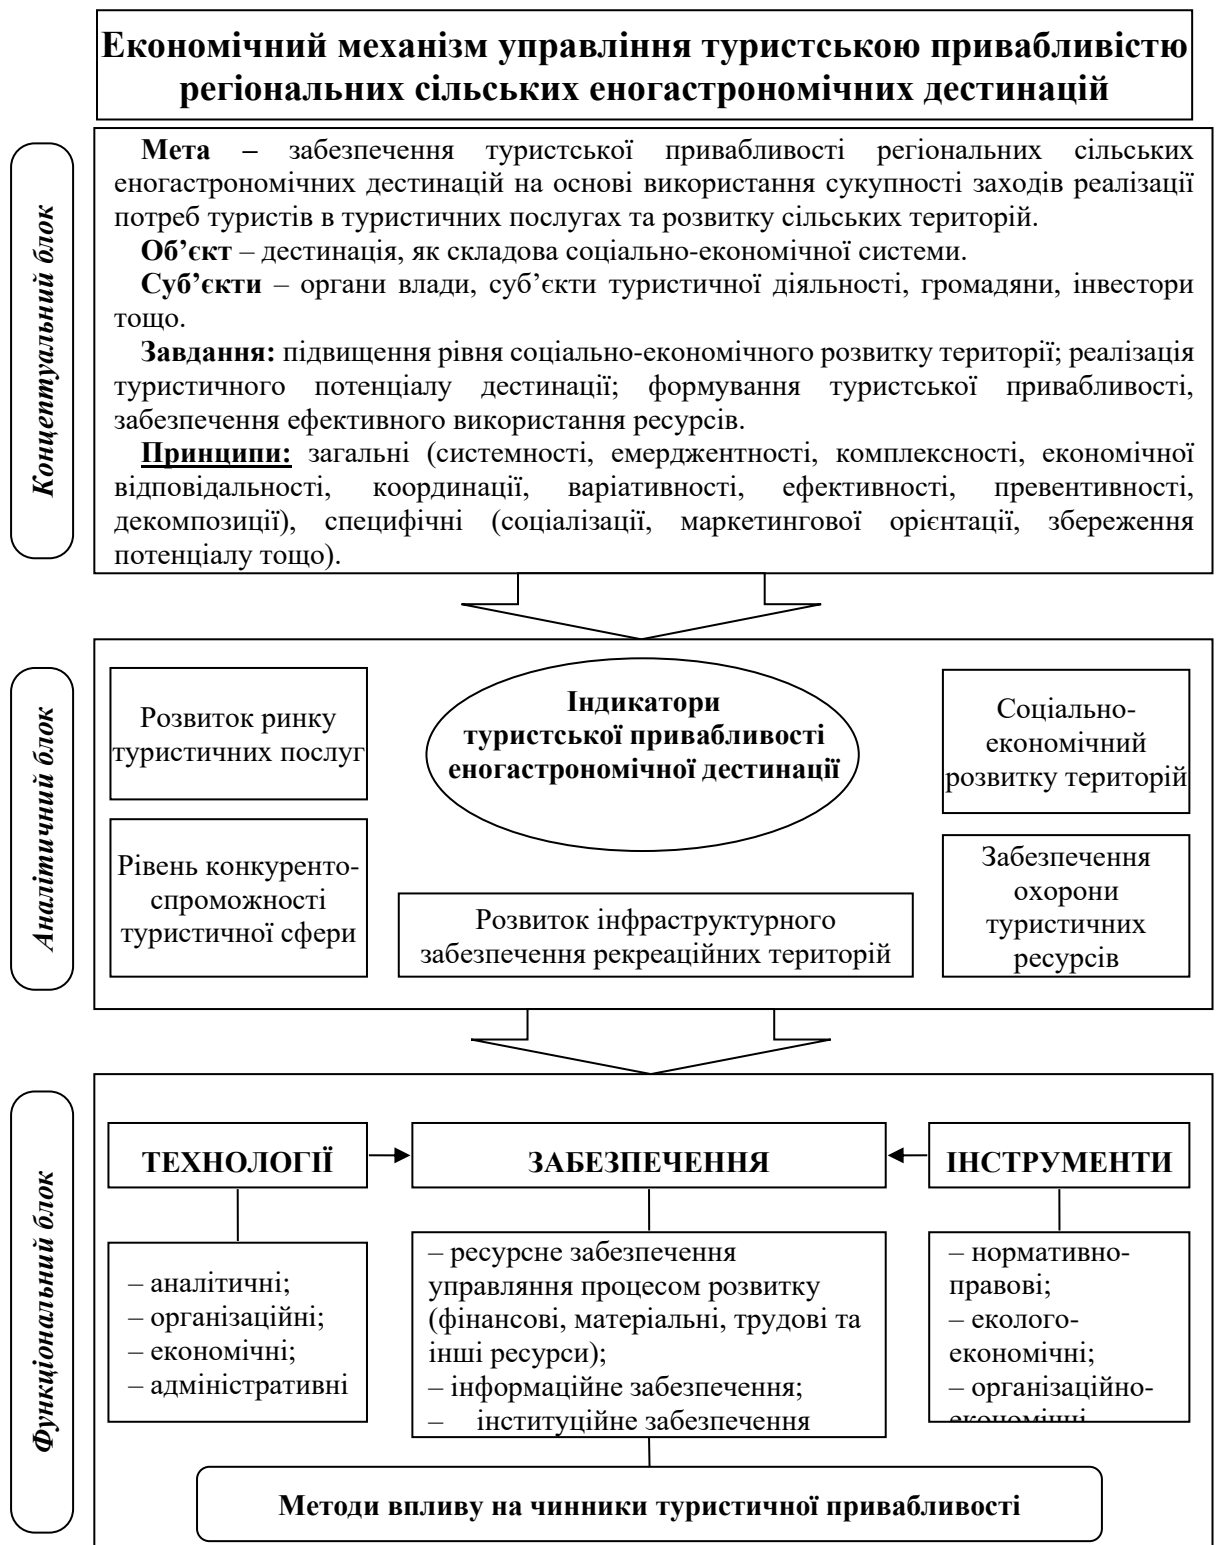 Економічний механізм управління туристською привабливістю
регіональних сільських еногастрономічних дестинацій
Концептуальний блок
Мета – забезпечення туристської привабливості регіональних сільських
еногастрономічних дестинацій на основі використання сукупності заходів реалізації
потреб туристів в туристичних послугах та розвитку сільських територій.
Об’єкт – дестинація, як складова соціально-економічної системи.
Суб’єкти – органи влади, суб’єкти туристичної діяльності, громадяни, інвестори
тощо.
Завдання: підвищення рівня соціально-економічного розвитку території; реалізація
туристичного потенціалу дестинації; формування туристської привабливості,
забезпечення ефективного використання ресурсів.
Принципи: загальні (системності, емерджентності, комплексності, економічної
відповідальності, координації, варіативності, ефективності, превентивності,
декомпозиції), специфічні (соціалізації, маркетингової орієнтації, збереження
потенціалу тощо).
Аналітичний блок
Розвиток ринку
туристичних послуг
Рівень конкуренто-
спроможності
туристичної сфери
Індикатори
туристської привабливості
еногастрономічної дестинації
Розвиток інфраструктурного
забезпечення рекреаційних територій
Соціально-
економічний
розвитку територій
Забезпечення
охорони
туристичних
ресурсів
Функціональний блок
ТЕХНОЛОГІЇ
– аналітичні;
– організаційні;
– економічні;
– адміністративні
ЗАБЕЗПЕЧЕННЯ
– ресурсне забезпечення
управляння процесом розвитку
(фінансові, матеріальні, трудові та
інші ресурси);
– інформаційне забезпечення;
– інституційне забезпечення
ІНСТРУМЕНТИ
– нормативно-
правові;
– еколого-
економічні;
– організаційно-
економічні
Методи впливу на чинники туристичної привабливості